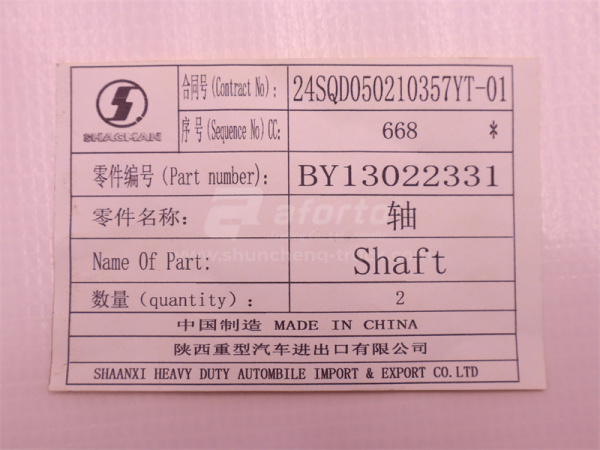 合同号(Contract No): 24SQD050210357YT-01
SHACMAN
序号(Sequence No)CC: 668 *
零件编号(Part number): BY13022331
零件名称: 轴
Name Of Part: Shaft
数量(quantity): 2
中国制造 MADE IN CHINA
陕西重型汽车进出口有限公司
SHAANXI HEAVY DUTY AUTOMBILE IMPORT & EXPORT CO.LTD
aforto